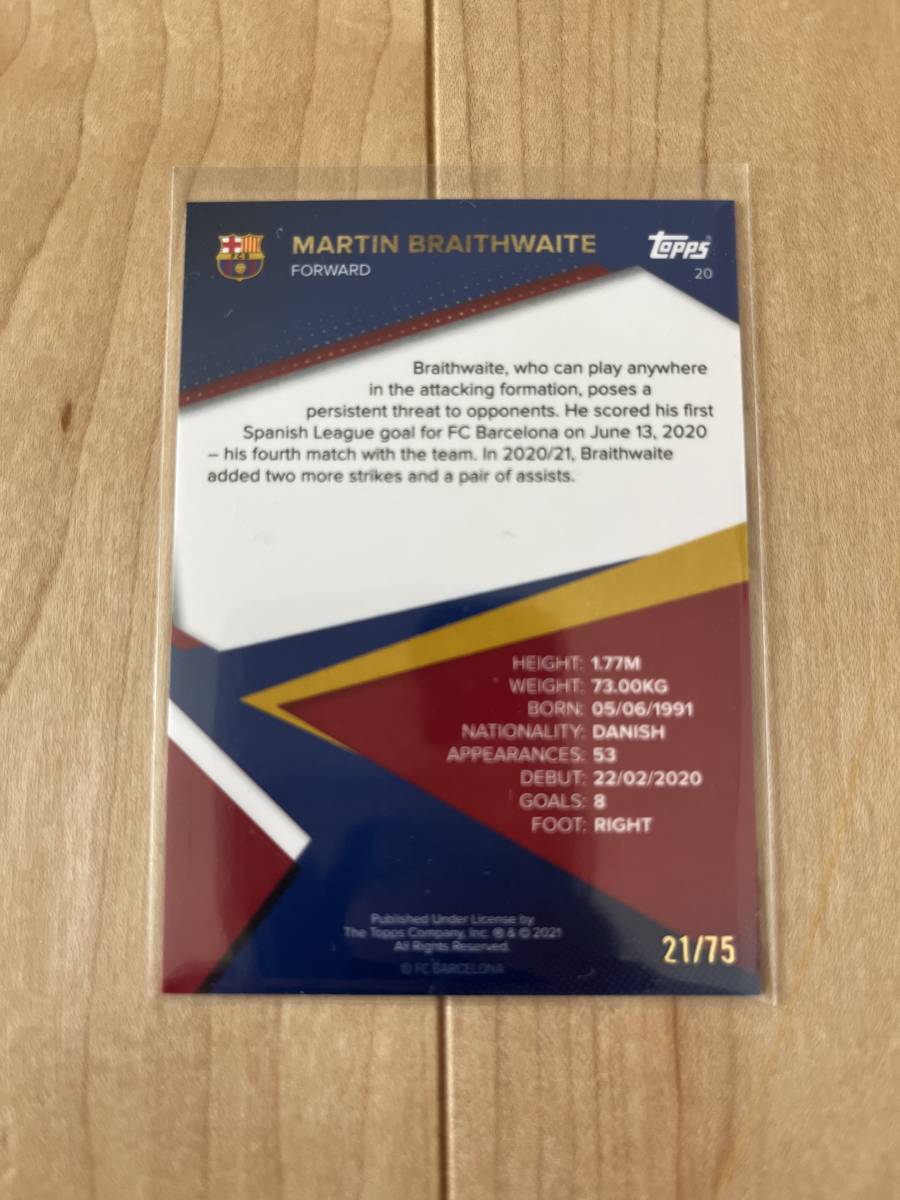 FCB
MARTIN BRAITHWAITE
FORWARD
Topps
20
Braithwaite, who can play anywhere
in the attacking formation, poses a
persistent threat to opponents. He scored his first
Spanish League goal for FC Barcelona on June 13, 2020
– his fourth match with the team. In 2020/21, Braithwaite
added two more strikes and a pair of assists.
HEIGHT: 1.77M
WEIGHT: 73.00KG
BORN: 05/06/1991
NATIONALITY: DANISH
APPEARANCES: 53
DEBUT: 22/02/2020
GOALS: 8
FOOT: RIGHT
Published Under License by
The Topps Company, Inc. ® & © 2021
All Rights Reserved.
© FC BARCELONA
21/75